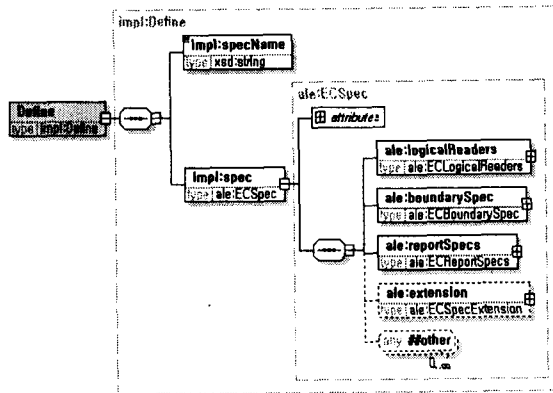 impl:Define
impl:specName
type xsd:string
Define
type impl:Define
impl:spec
type ale:ECSpec
ale:ECSpec
attributes
ale:logicalReaders
type ale:ECLogicalReaders
ale:boundarySpec
type ale:ECBoundarySpec
ale:reportSpecs
type ale:ECReportSpecs
ale:extension
type ale:ECSpecExtension
any ##other
0..∞